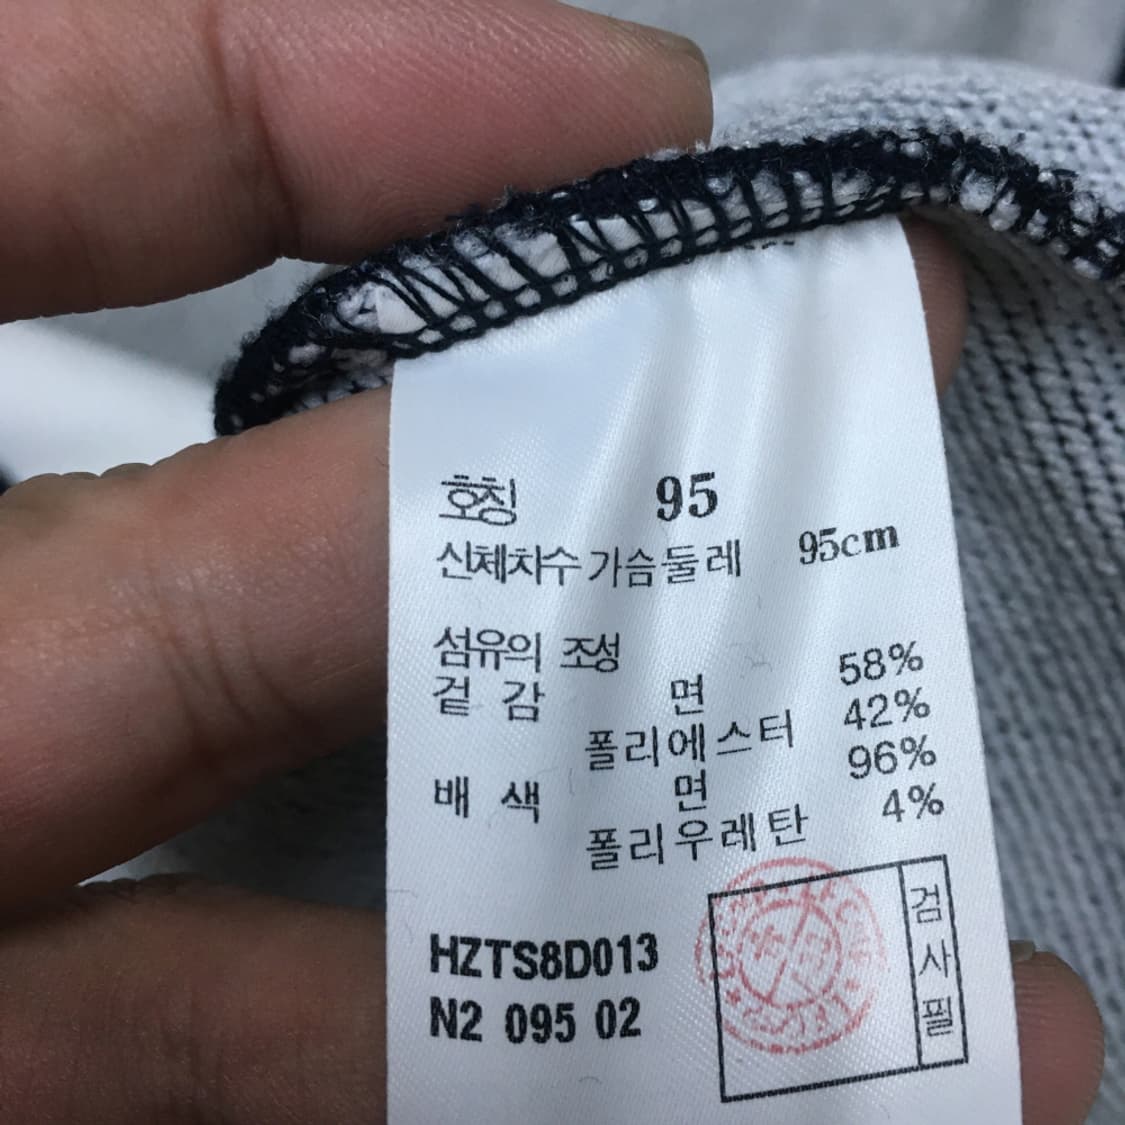 호칭 95
신체치수 가슴둘레 95cm
섬유의 조성
겉감 면 58%
폴리에스터 42%
배색 면 96%
폴리우레탄 4%
HZTS8D013
N2 095 02
검사필